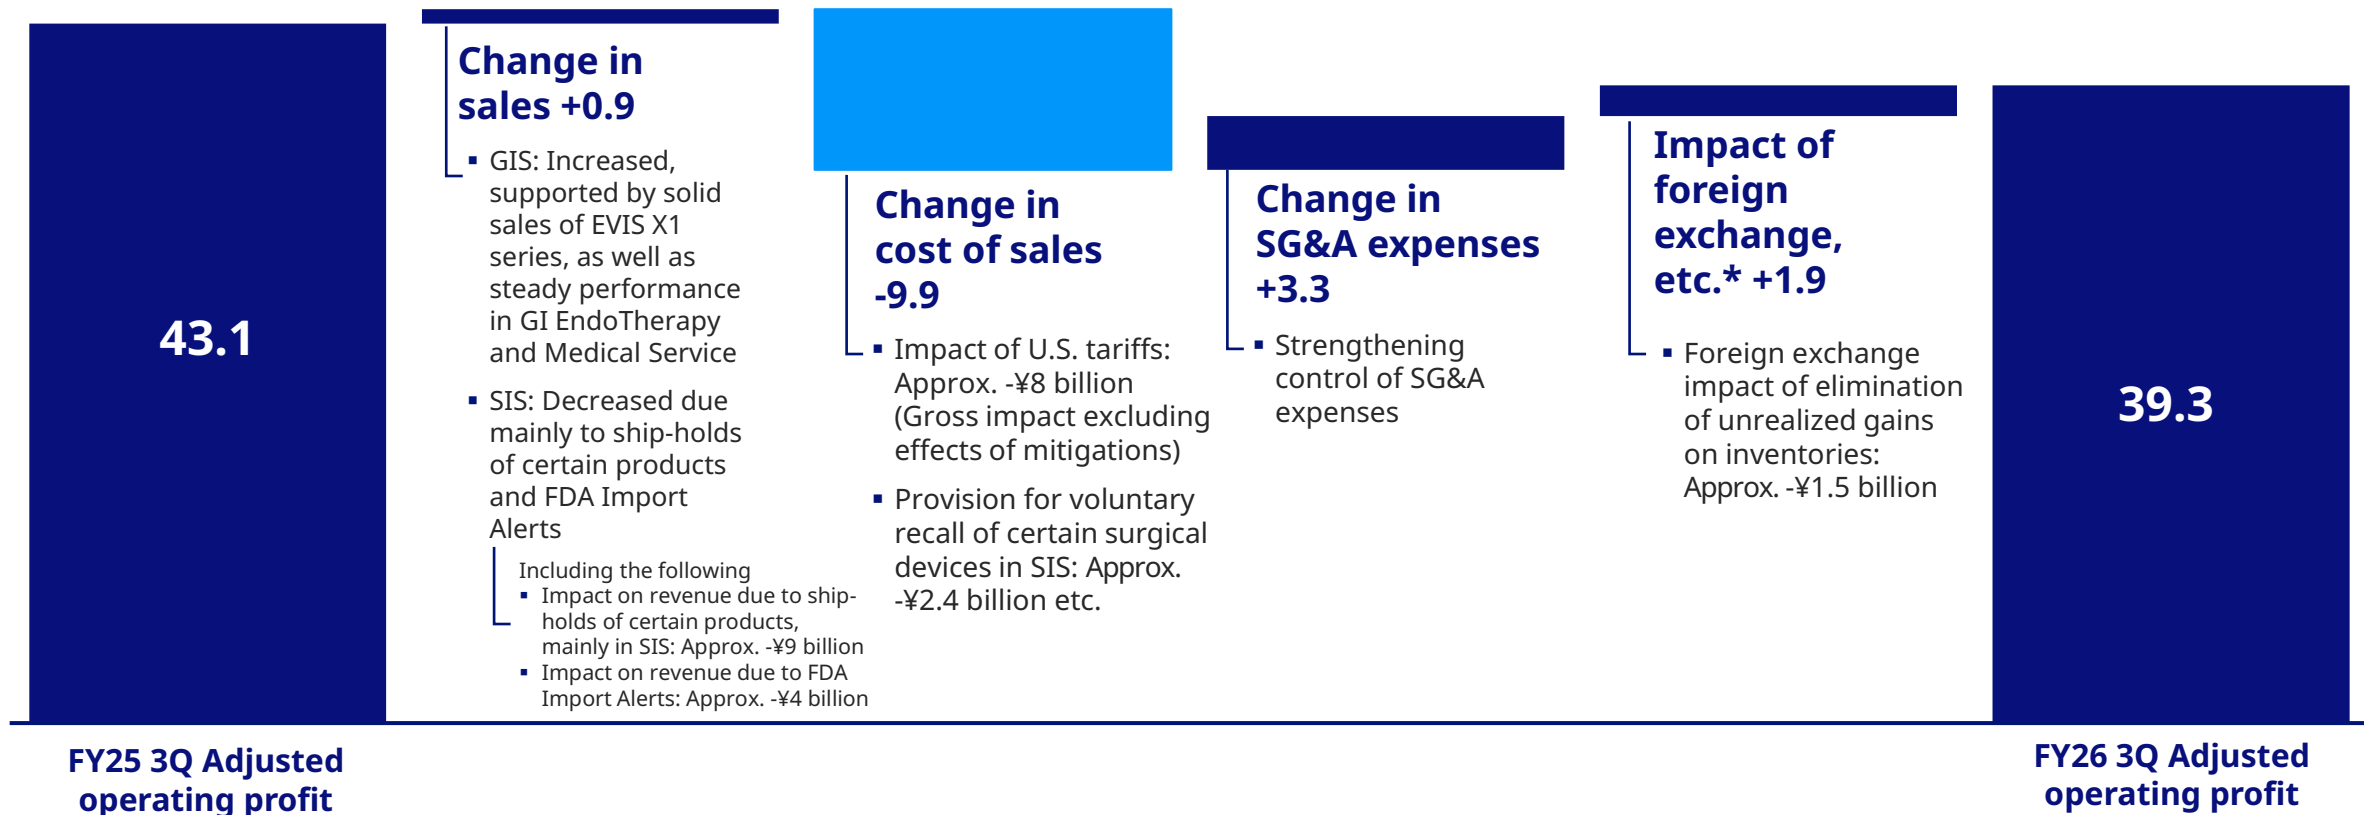 43.1
FY25 3Q Adjusted
operating profit
Change in
sales +0.9
▪ GIS: Increased,
supported by solid
sales of EVIS X1
series, as well as
steady performance
in GI EndoTherapy
and Medical Service
▪ SIS: Decreased due
mainly to ship-holds
of certain products
and FDA Import
Alerts
Including the following
▪ Impact on revenue due to ship-
holds of certain products,
mainly in SIS: Approx. -¥9 billion
▪ Impact on revenue due to FDA
Import Alerts: Approx. -¥4 billion
Change in
cost of sales
-9.9
▪ Impact of U.S. tariffs:
Approx. -¥8 billion
(Gross impact excluding
effects of mitigations)
▪ Provision for voluntary
recall of certain surgical
devices in SIS: Approx.
-¥2.4 billion etc.
Change in
SG&A expenses
+3.3
▪ Strengthening
control of SG&A
expenses
Impact of
foreign
exchange,
etc.* +1.9
▪ Foreign exchange
impact of elimination
of unrealized gains
on inventories:
Approx. -¥1.5 billion
39.3
FY26 3Q Adjusted
operating profit